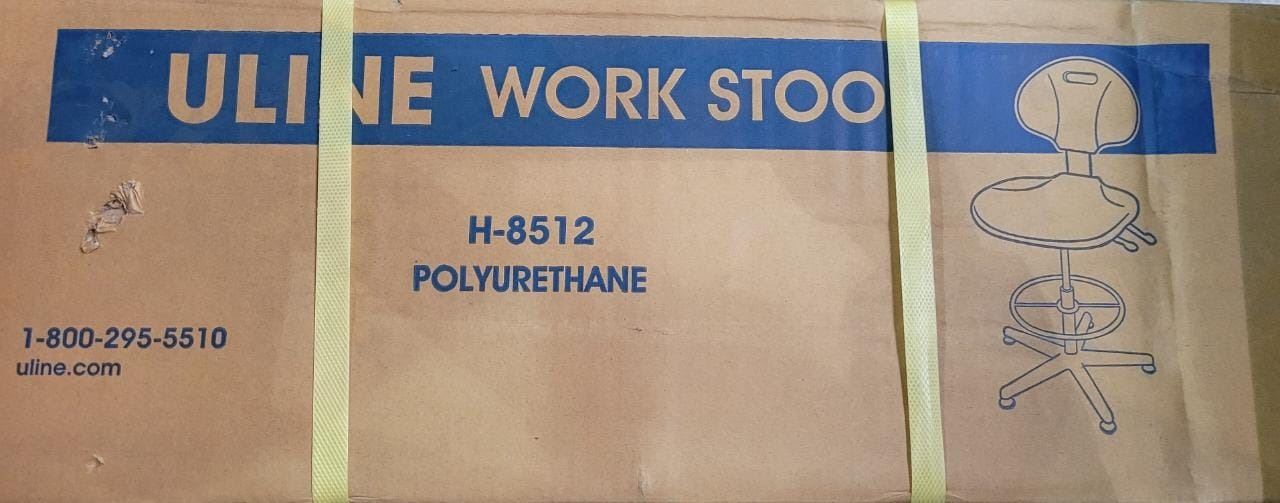 ULINE WORK STOO
H-8512
POLYURETHANE
1-800-295-5510
uline.com